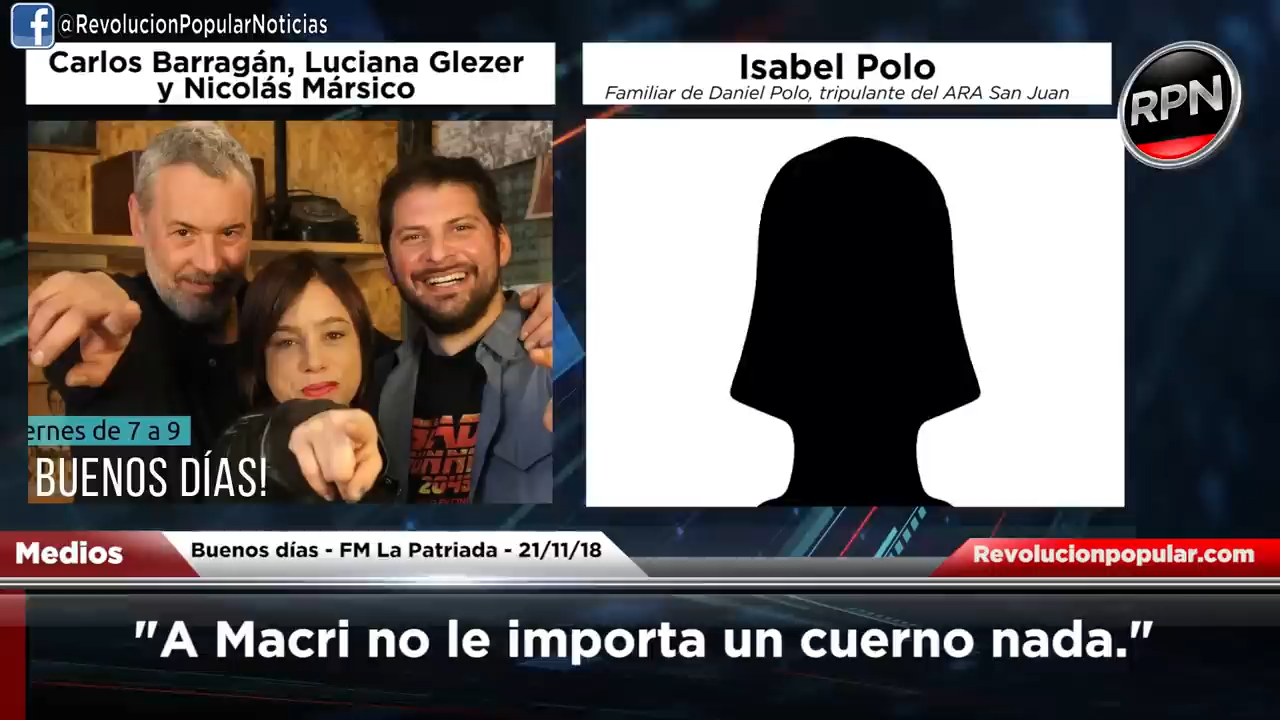 @RevolucionPopularNoticias
Carlos Barragán, Luciana Glezer
y Nicolás Mársico
Isabel Polo
Familiar de Daniel Polo, tripulante del ARA San Juan
RPN
ernes de 7 a 9
BUENOS DÍAS!
2045
Medios
Buenos días - FM La Patriada - 21/11/18
Revolucionpopular.com
"A Macri no le importa un cuerno nada."